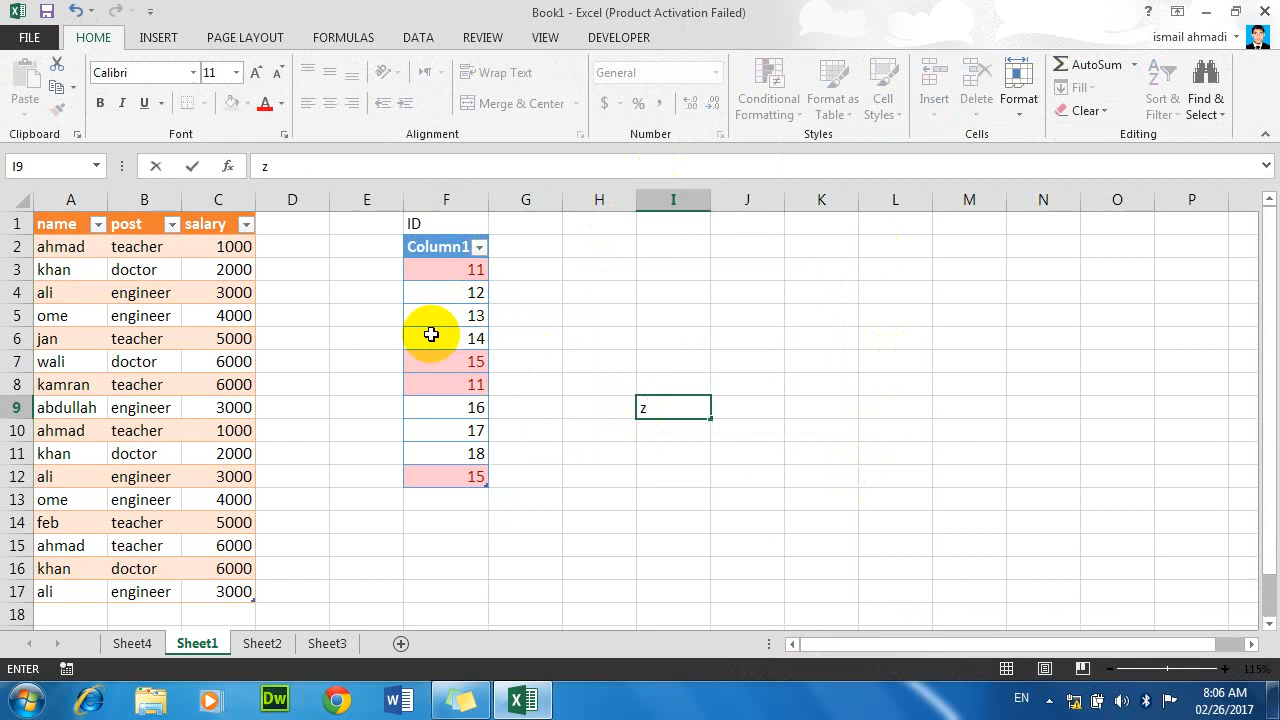 Book1 - Excel (Product Activation Failed)
FILE HOME INSERT PAGE LAYOUT FORMULAS DATA REVIEW VIEW DEVELOPER ismail ahmadi
Paste
Calibri 11
B I U A
Wrap Text
Merge & Center
General
$ % ,
Conditional Formatting
Format as Table
Cell Styles
Insert Delete Format
AutoSum
Fill
Clear
Sort & Filter
Find & Select
Clipboard Font Alignment Number Styles Cells Editing
I9 fx z
A B C D E F G H I J K L M N O P Q
1 name post salary ID
2 ahmad teacher 1000 Column1
3 khan doctor 2000 11
4 ali engineer 3000 12
5 ome engineer 4000 13
6 jan teacher 5000 14
7 wali doctor 6000 15
8 kamran teacher 6000 11
9 abdullah engineer 3000 16 z
10 ahmad teacher 1000 17
11 khan doctor 2000 18
12 ali engineer 3000 15
13 ome engineer 4000
14 feb teacher 5000
15 ahmad teacher 6000
16 khan doctor 6000
17 ali engineer 3000
18
Sheet4 Sheet1 Sheet2 Sheet3
ENTER 115%
Dw EN 8:06 AM
02/26/2017